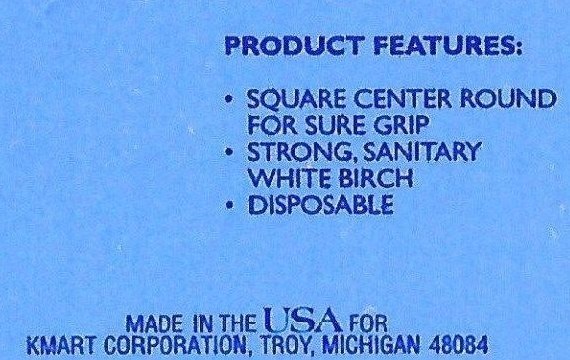 PRODUCT FEATURES:
• SQUARE CENTER ROUND
FOR SURE GRIP
• STRONG, SANITARY
WHITE BIRCH
• DISPOSABLE
MADE IN THE USA FOR
KMART CORPORATION, TROY, MICHIGAN 48084